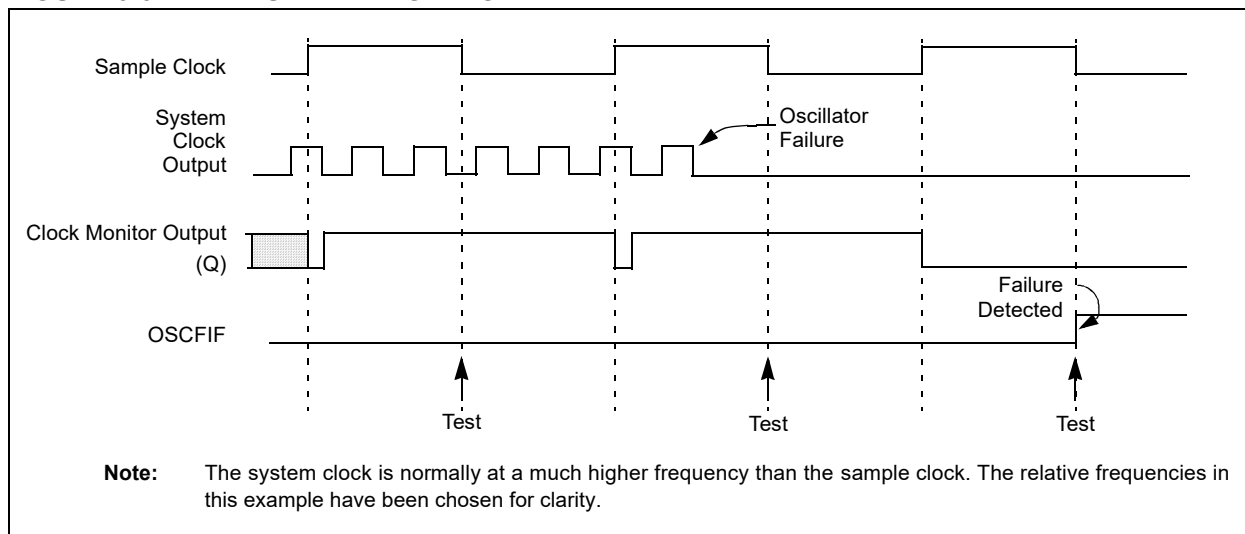 Sample Clock
System
Clock
Output
Oscillator
Failure
Clock Monitor Output
(Q)
Failure
Detected
OSCFIF
Test
Test
Test
Note: The system clock is normally at a much higher frequency than the sample clock. The relative frequencies in
this example have been chosen for clarity.